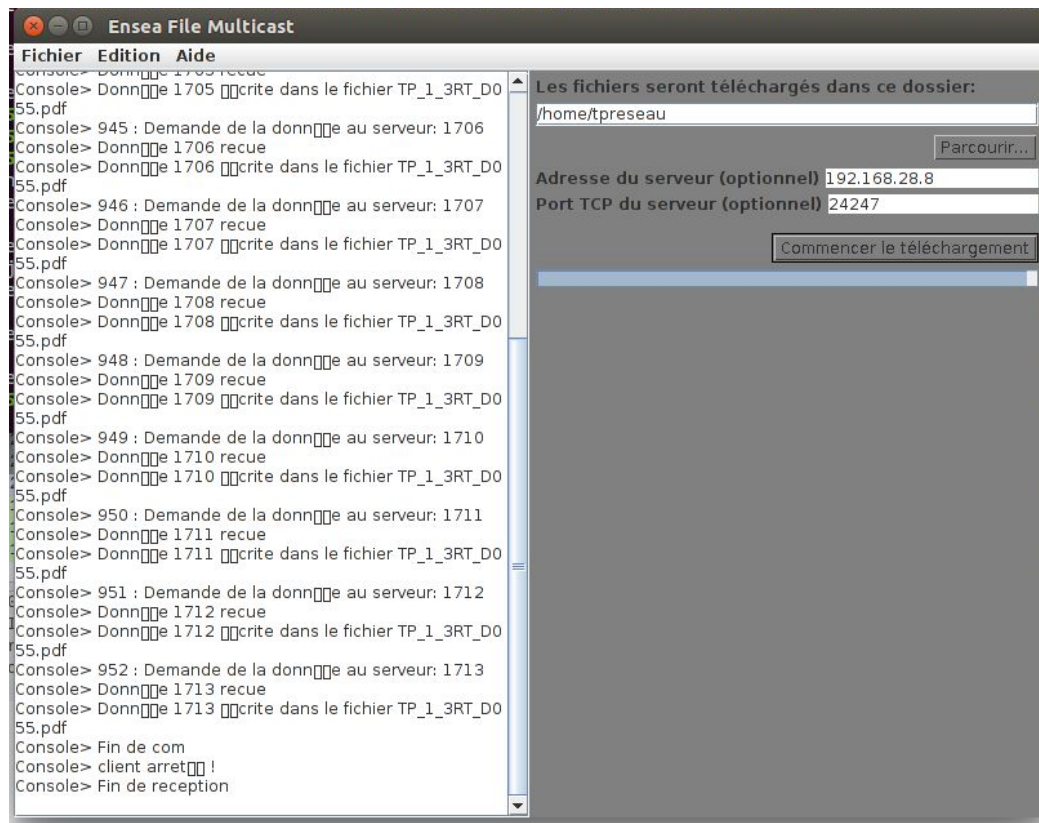 Ensea File Multicast
Fichier Edition Aide
Console> Donn▯▯e 1705 recue
Console> Donn▯▯e 1705 ▯▯crite dans le fichier TP_1_3RT_D0
55.pdf
Console> 945 : Demande de la donn▯▯e au serveur: 1706
Console> Donn▯▯e 1706 recue
Console> Donn▯▯e 1706 ▯▯crite dans le fichier TP_1_3RT_D0
55.pdf
Console> 946 : Demande de la donn▯▯e au serveur: 1707
Console> Donn▯▯e 1707 recue
Console> Donn▯▯e 1707 ▯▯crite dans le fichier TP_1_3RT_D0
55.pdf
Console> 947 : Demande de la donn▯▯e au serveur: 1708
Console> Donn▯▯e 1708 recue
Console> Donn▯▯e 1708 ▯▯crite dans le fichier TP_1_3RT_D0
55.pdf
Console> 948 : Demande de la donn▯▯e au serveur: 1709
Console> Donn▯▯e 1709 recue
Console> Donn▯▯e 1709 ▯▯crite dans le fichier TP_1_3RT_D0
55.pdf
Console> 949 : Demande de la donn▯▯e au serveur: 1710
Console> Donn▯▯e 1710 recue
Console> Donn▯▯e 1710 ▯▯crite dans le fichier TP_1_3RT_D0
55.pdf
Console> 950 : Demande de la donn▯▯e au serveur: 1711
Console> Donn▯▯e 1711 recue
Console> Donn▯▯e 1711 ▯▯crite dans le fichier TP_1_3RT_D0
55.pdf
Console> 951 : Demande de la donn▯▯e au serveur: 1712
Console> Donn▯▯e 1712 recue
Console> Donn▯▯e 1712 ▯▯crite dans le fichier TP_1_3RT_D0
55.pdf
Console> 952 : Demande de la donn▯▯e au serveur: 1713
Console> Donn▯▯e 1713 recue
Console> Donn▯▯e 1713 ▯▯crite dans le fichier TP_1_3RT_D0
55.pdf
Console> Fin de com
Console> client arret▯▯ !
Console> Fin de reception
Les fichiers seront téléchargés dans ce dossier:
/home/tpreseau
Parcourir...
Adresse du serveur (optionnel) 192.168.28.8
Port TCP du serveur (optionnel) 24247
Commencer le téléchargement